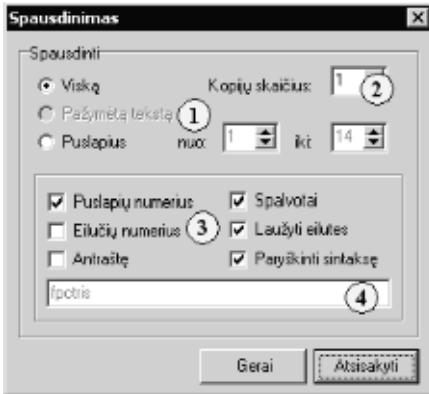 Spausdinimas
Spausdinti
Viską Kopijų skaičius: 1 2
Pažymėtą tekstą 1
Puslapius nuo: 1 iki: 14
Puslapių numerius Spalvotai
Eilučių numerius 3 Laužyti eilutes
Antraštę Paryškinti sintaksę
fpctris 4
Gerai Atsisakyti